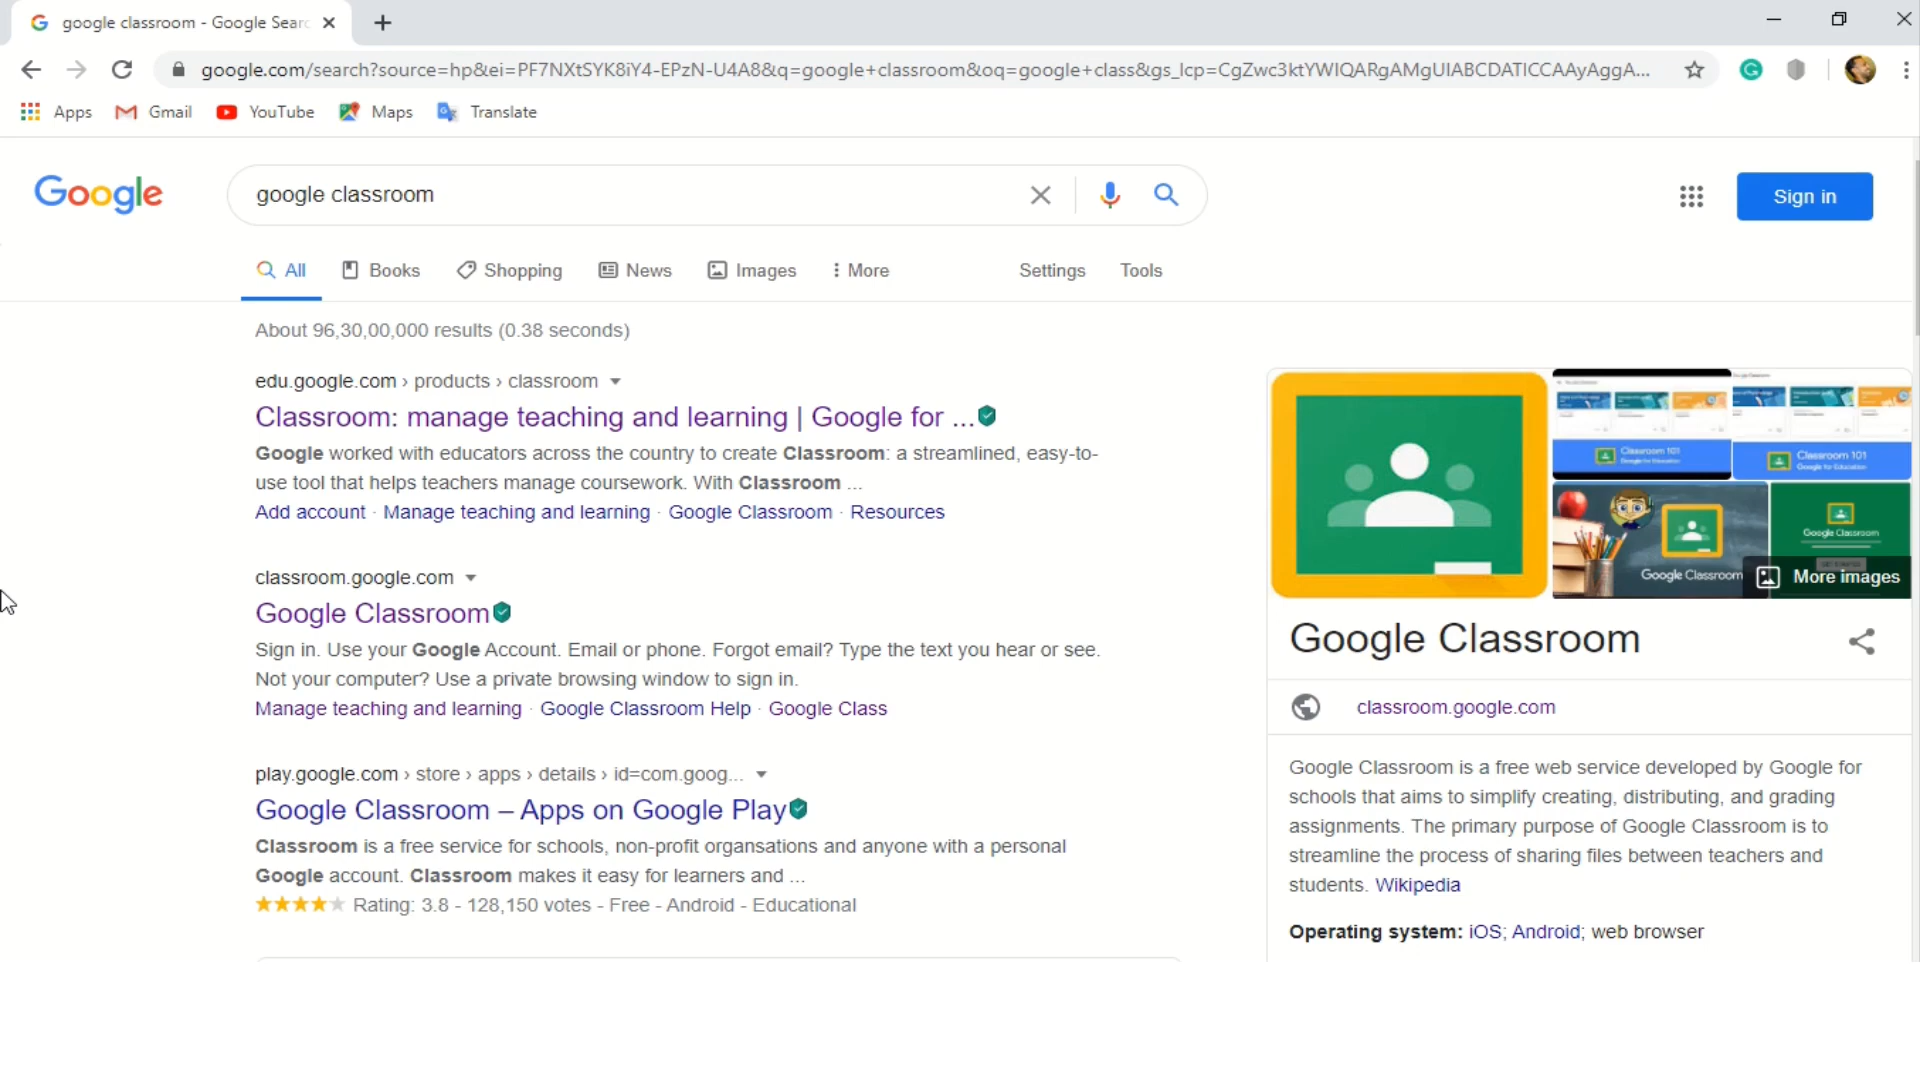 google classroom - Google Searc
google.com/search?source=hp&ei=PF7NXtSYK8iY4-EPzN-U4A8&q=google+classroom&oq=google+class&gs_lcp=CgZwc3ktYWIQARgAMgUIABCDATICCAAyAggA...
Apps Gmail YouTube Maps Translate
Google
google classroom
Sign in
All Books Shopping News Images More Settings Tools
About 96,30,00,000 results (0.38 seconds)
edu.google.com › products › classroom
Classroom: manage teaching and learning | Google for ...
Google worked with educators across the country to create Classroom: a streamlined, easy-to-
use tool that helps teachers manage coursework. With Classroom ...
Add account · Manage teaching and learning · Google Classroom · Resources
classroom.google.com
Google Classroom
Sign in. Use your Google Account. Email or phone. Forgot email? Type the text you hear or see.
Not your computer? Use a private browsing window to sign in.
Manage teaching and learning · Google Classroom Help · Google Class
play.google.com › store › apps › details › id=com.goog...
Google Classroom – Apps on Google Play
Classroom is a free service for schools, non-profit organsations and anyone with a personal
Google account. Classroom makes it easy for learners and ...
Rating: 3.8 - 128,150 votes - Free - Android - Educational
Classroom 101
Google for Education
Classroom 101
Google for Education
Google Classroom
Google Classroom
More images
Google Classroom
classroom.google.com
Google Classroom is a free web service developed by Google for
schools that aims to simplify creating, distributing, and grading
assignments. The primary purpose of Google Classroom is to
streamline the process of sharing files between teachers and
students. Wikipedia
Operating system: iOS; Android; web browser